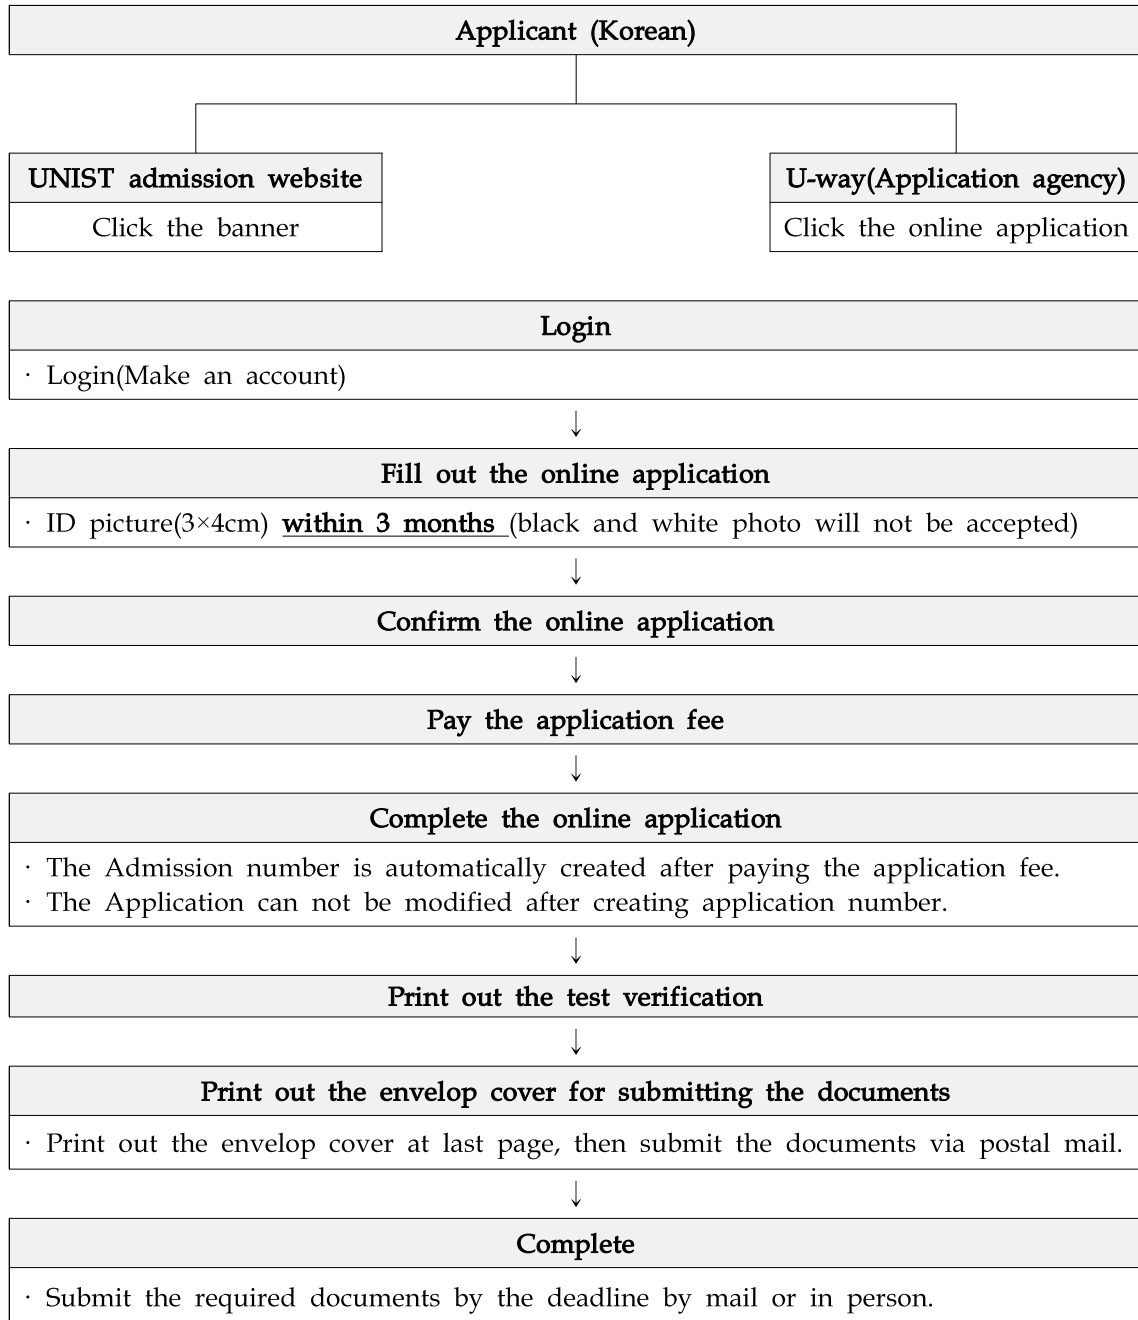 Applicant (Korean)
UNIST admission website
Click the banner
U-way(Application agency)
Click the online application
Login
· Login(Make an account)
↓
Fill out the online application
· ID picture(3×4cm) within 3 months (black and white photo will not be accepted)
↓
Confirm the online application
↓
Pay the application fee
↓
Complete the online application
· The Admission number is automatically created after paying the application fee.
· The Application can not be modified after creating application number.
↓
Print out the test verification
↓
Print out the envelop cover for submitting the documents
· Print out the envelop cover at last page, then submit the documents via postal mail.
↓
Complete
· Submit the required documents by the deadline by mail or in person.